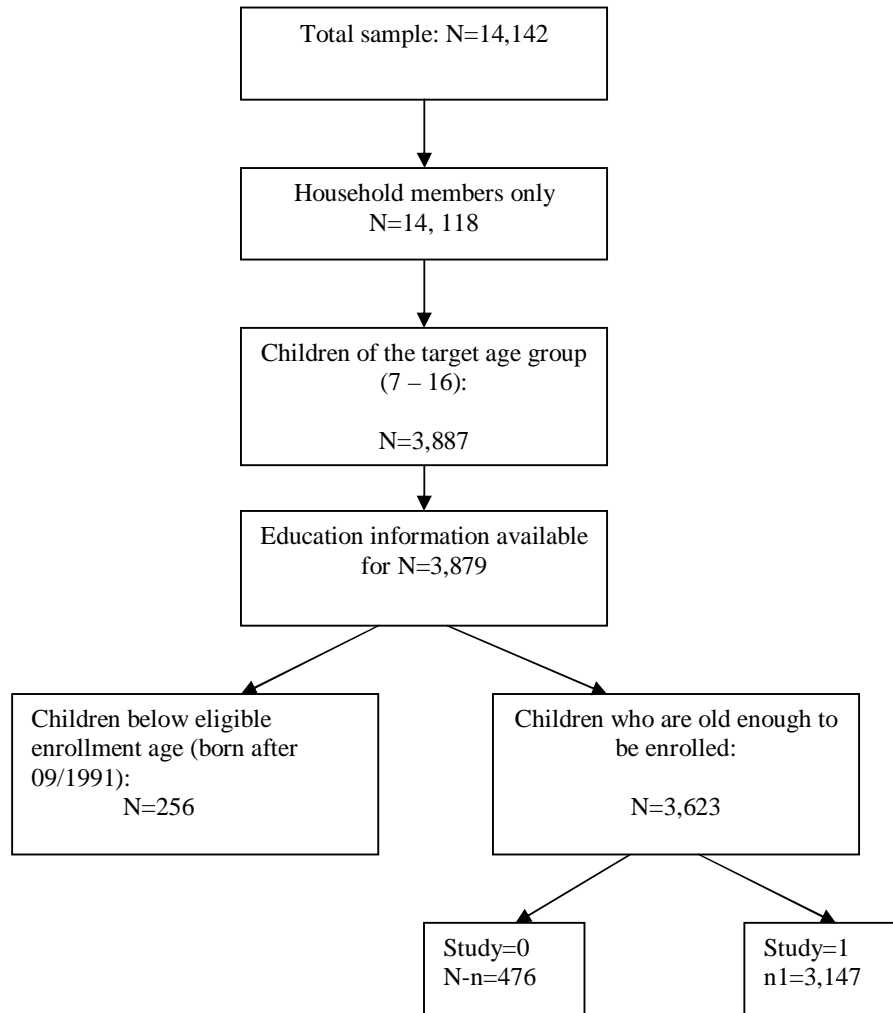 Total sample: N=14,142
Household members only
N=14, 118
Children of the target age group
(7 – 16):
N=3,887
Education information available
for N=3,879
Children below eligible
enrollment age (born after
09/1991):
N=256
Children who are old enough to
be enrolled:
N=3,623
Study=0
N-n=476
Study=1
n1=3,147